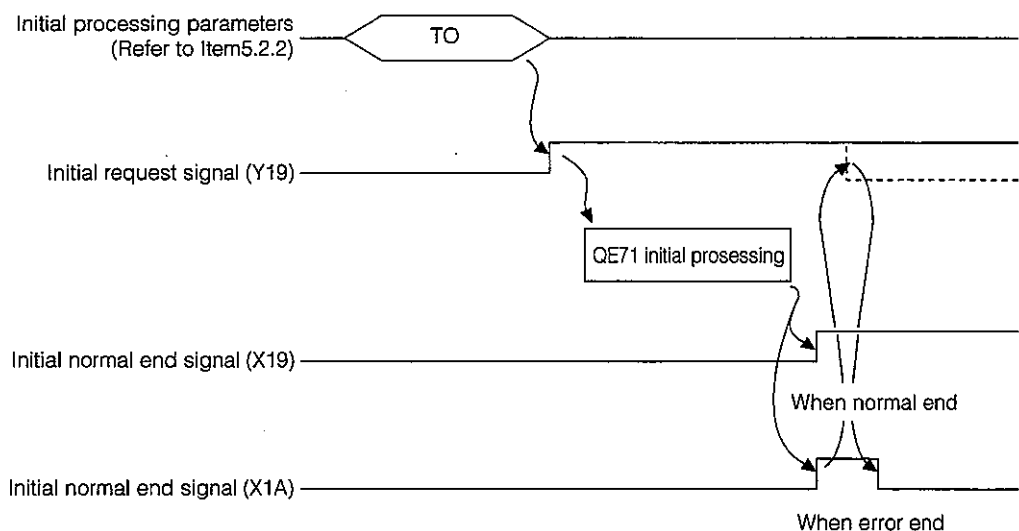 Initial processing parameters
(Refer to Item5.2.2)
TO
Initial request signal (Y19)
QE71 initial prosessing
Initial normal end signal (X19)
When normal end
Initial normal end signal (X1A)
When error end